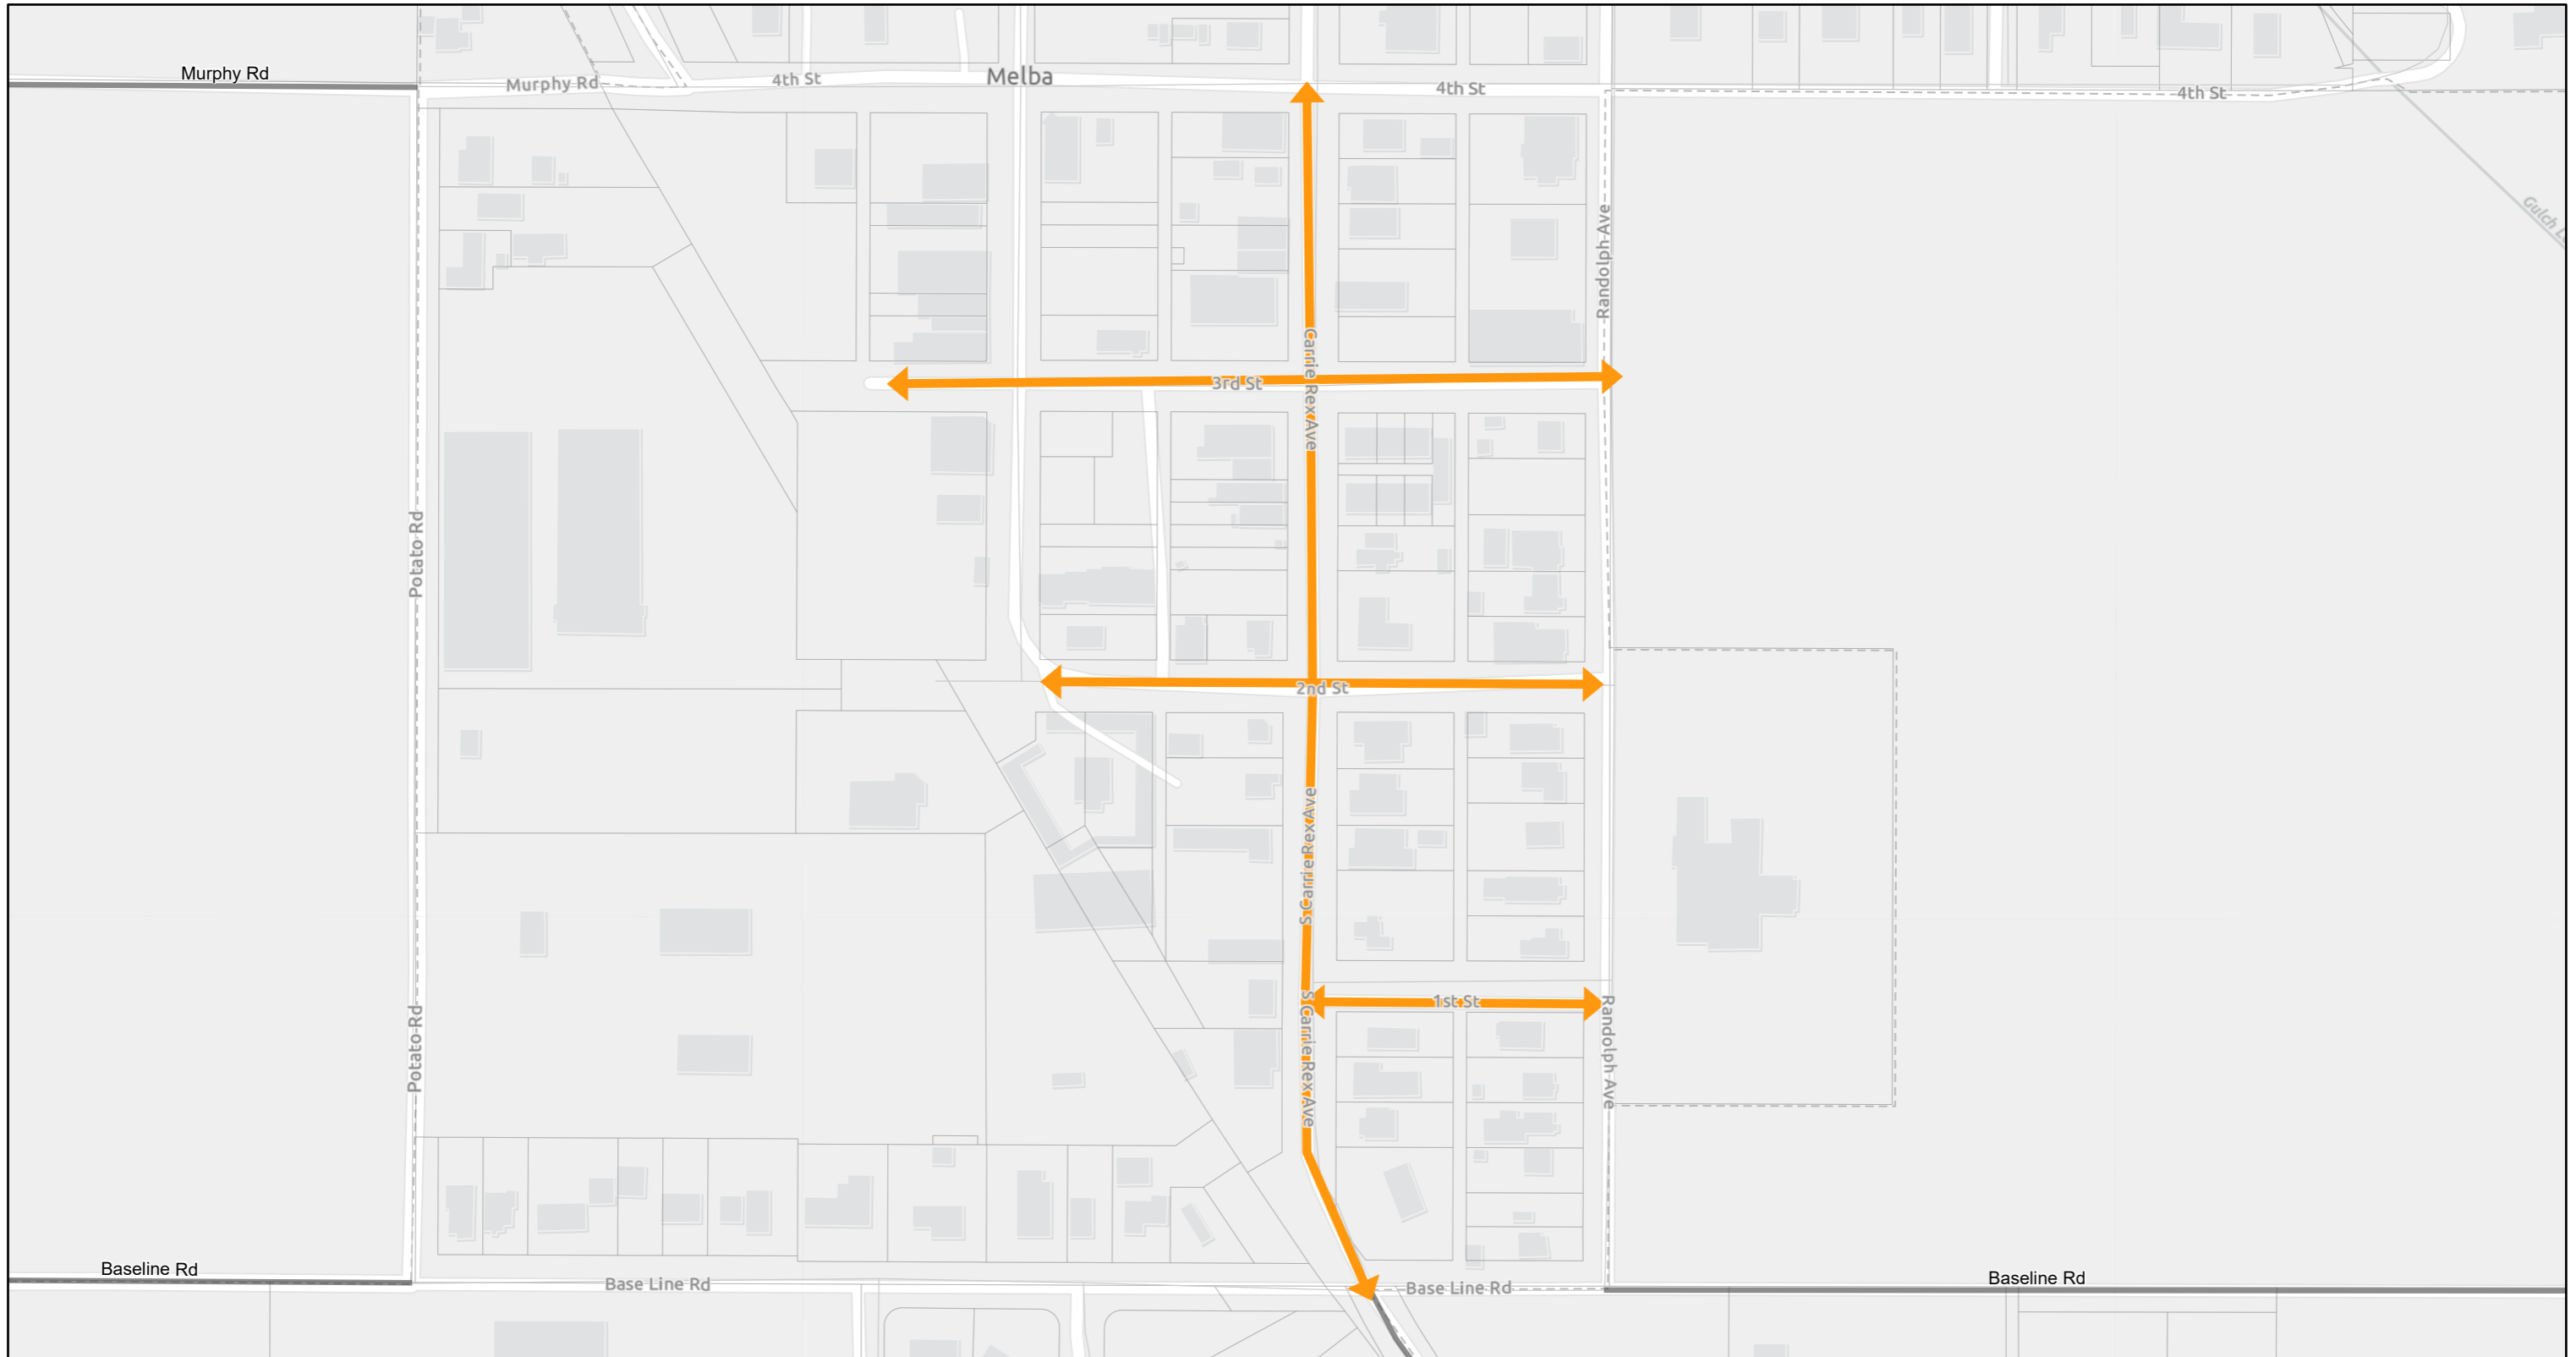 Murphy Rd
Murphy Rd
4th St
Melba
4th St
4th St
Gulch L
Randolph Ave
Carrie Rex Ave
3rd St
Potato Rd
2nd St
S Carrie Rex Ave
1st St
Potato Rd
S Carrie Rex Ave
Randolph Ave
Baseline Rd
Base Line Rd
Base Line Rd
Baseline Rd